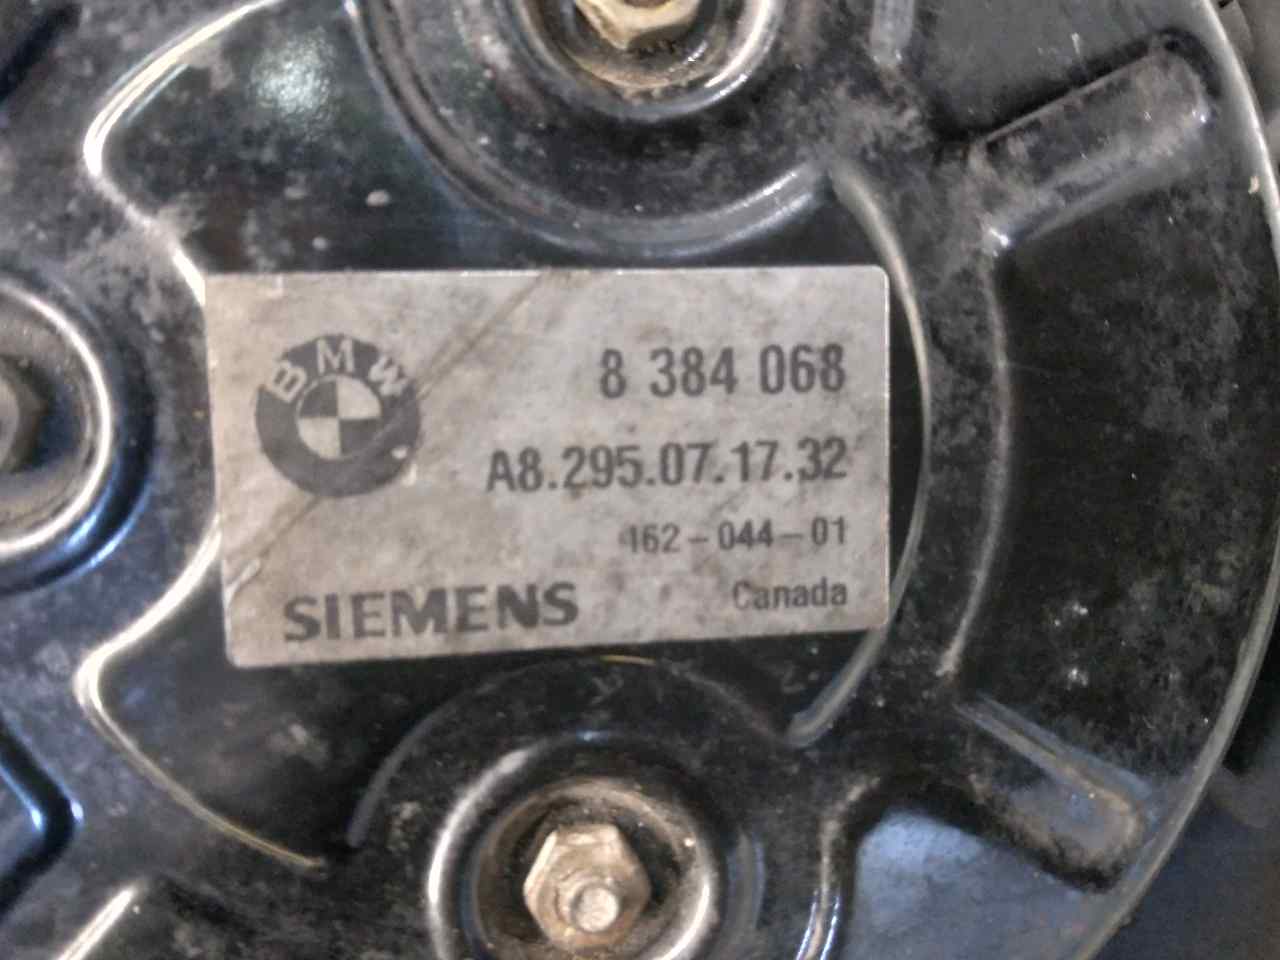 BMW
8 384 068
A8.295.07.17.32
162-044-01
SIEMENS
Canada